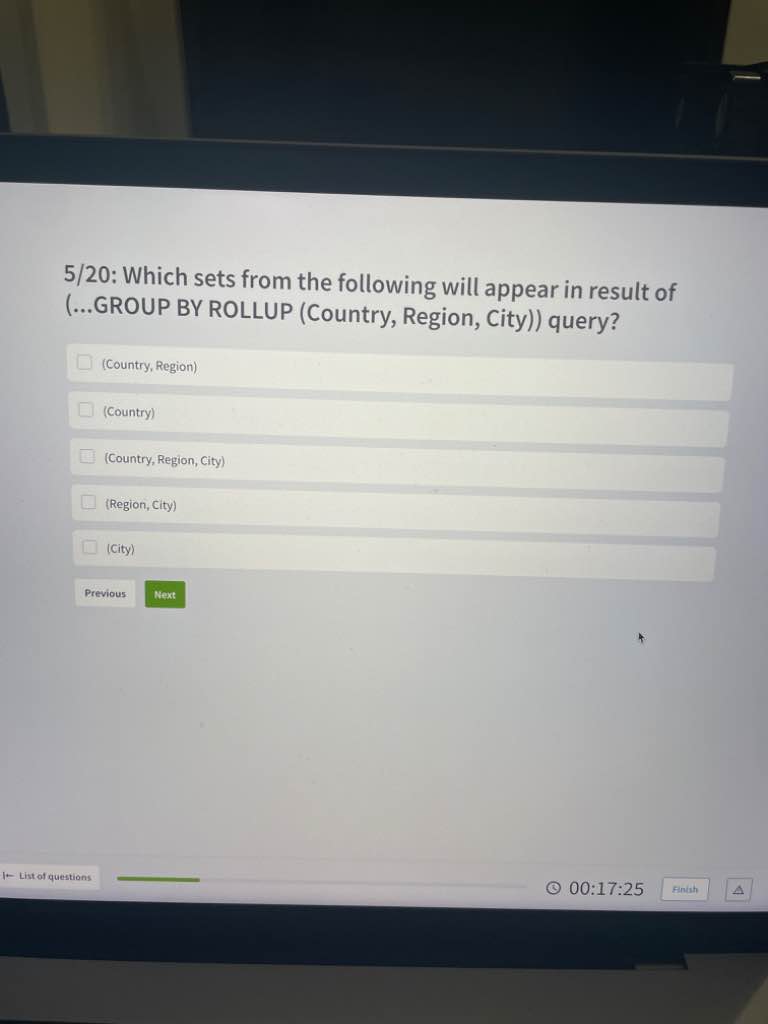 5/20: Which sets from the following will appear in result of
(...GROUP BY ROLLUP (Country, Region, City)) query?
(Country, Region)
(Country)
(Country, Region, City)
(Region, City)
(City)
Previous Next
List of questions 00:17:25 Finish